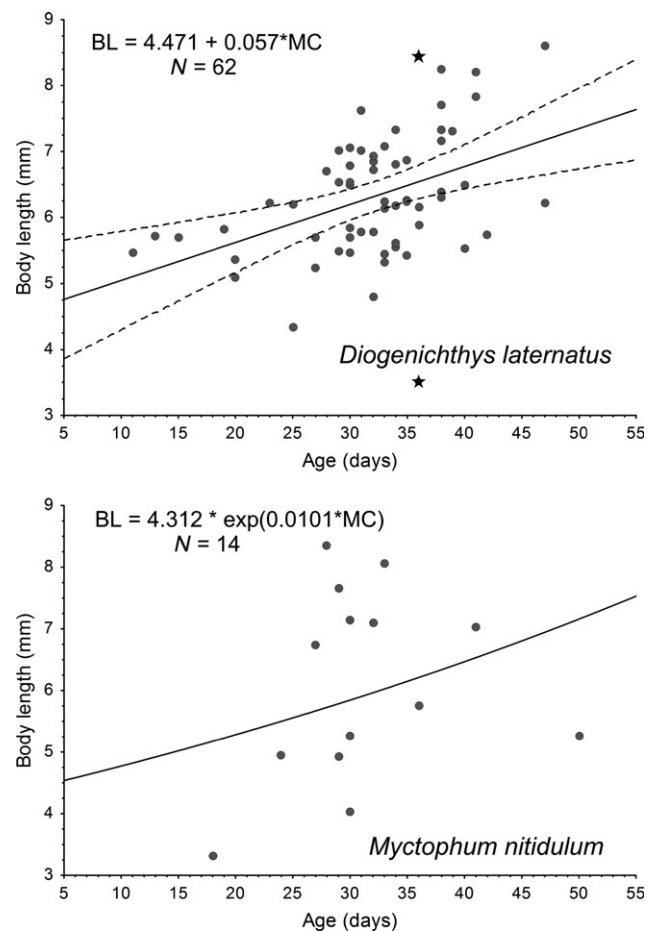 9
BL = 4.471 + 0.057*MC
N = 62
8
7
6
5
4
3
Body length (mm)
Diogenichthys laternatus
5 10 15 20 25 30 35 40 45 50 55
Age (days)
9
BL = 4.312 * exp(0.0101*MC)
N = 14
8
7
6
5
4
3
Body length (mm)
Myctophum nitidulum
5 10 15 20 25 30 35 40 45 50 55
Age (days)